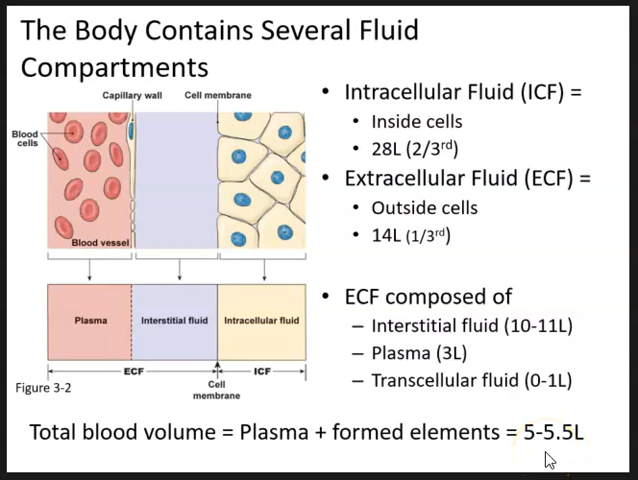 The Body Contains Several Fluid
Compartments
Capillary wall
Cell membrane
Blood
cells
Blood vessel
Plasma
Interstitial fluid
Intracellular fluid
ECF
ICF
Cell
membrane
Figure 3-2
• Intracellular Fluid (ICF) =
• Inside cells
• 28L (2/3rd)
• Extracellular Fluid (ECF) =
• Outside cells
• 14L (1/3rd)
• ECF composed of
– Interstitial fluid (10-11L)
– Plasma (3L)
– Transcellular fluid (0-1L)
Total blood volume = Plasma + formed elements = 5-5.5L